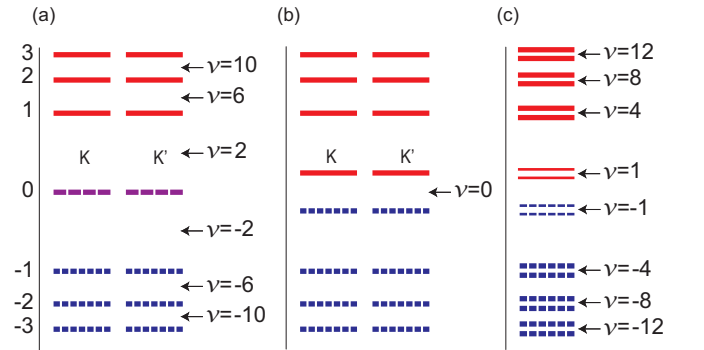 (a)
3
2
1
0
-1
-2
-3
K
K'
ν=10
ν=6
ν=2
ν=-2
ν=-6
ν=-10
(b)
K
K'
ν=0
(c)
ν=12
ν=8
ν=4
ν=1
ν=-1
ν=-4
ν=-8
ν=-12